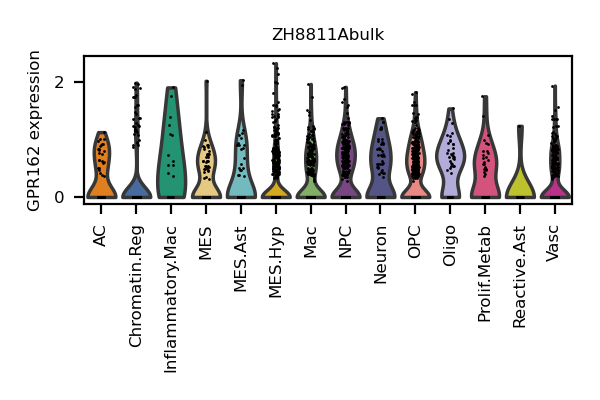 ZH8811Abulk
GPR162 expression
2
0
AC
Chromatin.Reg
Inflammatory.Mac
MES
MES.Ast
MES.Hyp
Mac
NPC
Neuron
OPC
Oligo
Prolif.Metab
Reactive.Ast
Vasc